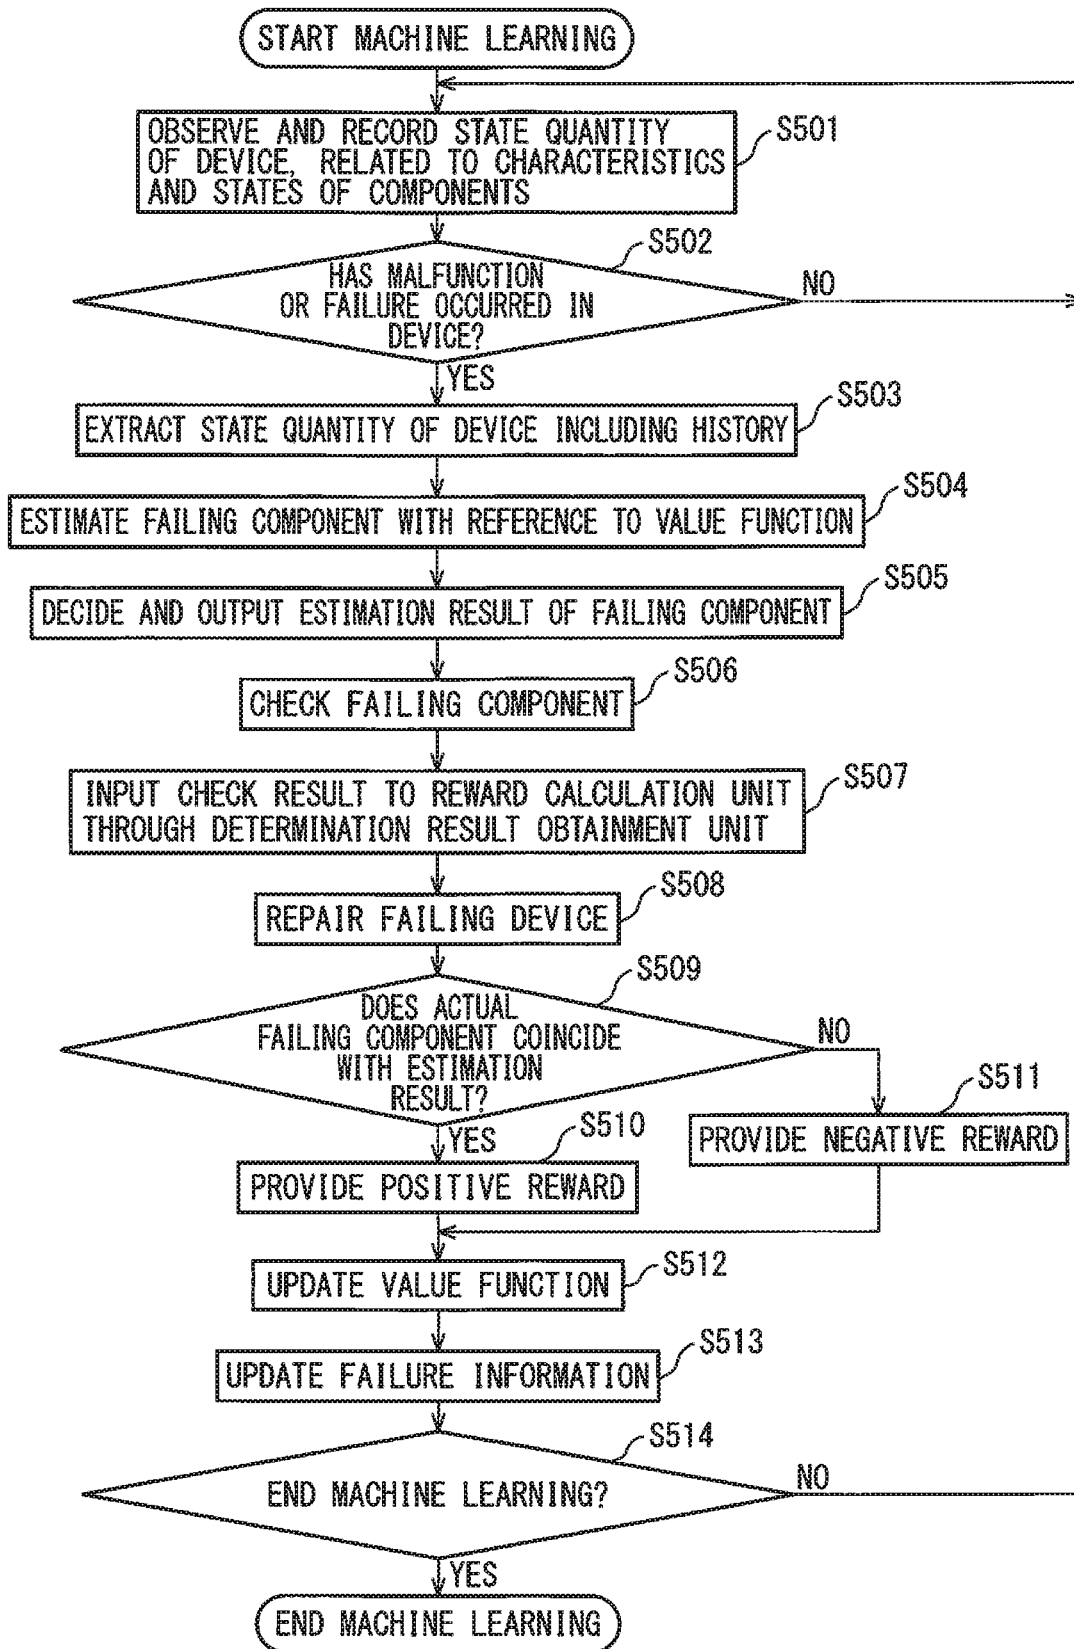 START MACHINE LEARNING
OBSERVE AND RECORD STATE QUANTITY
OF DEVICE, RELATED TO CHARACTERISTICS
AND STATES OF COMPONENTS
S501
S502
HAS MALFUNCTION
OR FAILURE OCCURRED IN
DEVICE?
NO
YES
S503
EXTRACT STATE QUANTITY OF DEVICE INCLUDING HISTORY
S504
ESTIMATE FAILING COMPONENT WITH REFERENCE TO VALUE FUNCTION
S505
DECIDE AND OUTPUT ESTIMATION RESULT OF FAILING COMPONENT
S506
CHECK FAILING COMPONENT
S507
INPUT CHECK RESULT TO REWARD CALCULATION UNIT
THROUGH DETERMINATION RESULT OBTAINMENT UNIT
S508
REPAIR FAILING DEVICE
S509
DOES ACTUAL
FAILING COMPONENT COINCIDE
WITH ESTIMATION
RESULT?
NO
YES
S510
PROVIDE POSITIVE REWARD
S511
PROVIDE NEGATIVE REWARD
S512
UPDATE VALUE FUNCTION
S513
UPDATE FAILURE INFORMATION
S514
END MACHINE LEARNING?
NO
YES
END MACHINE LEARNING